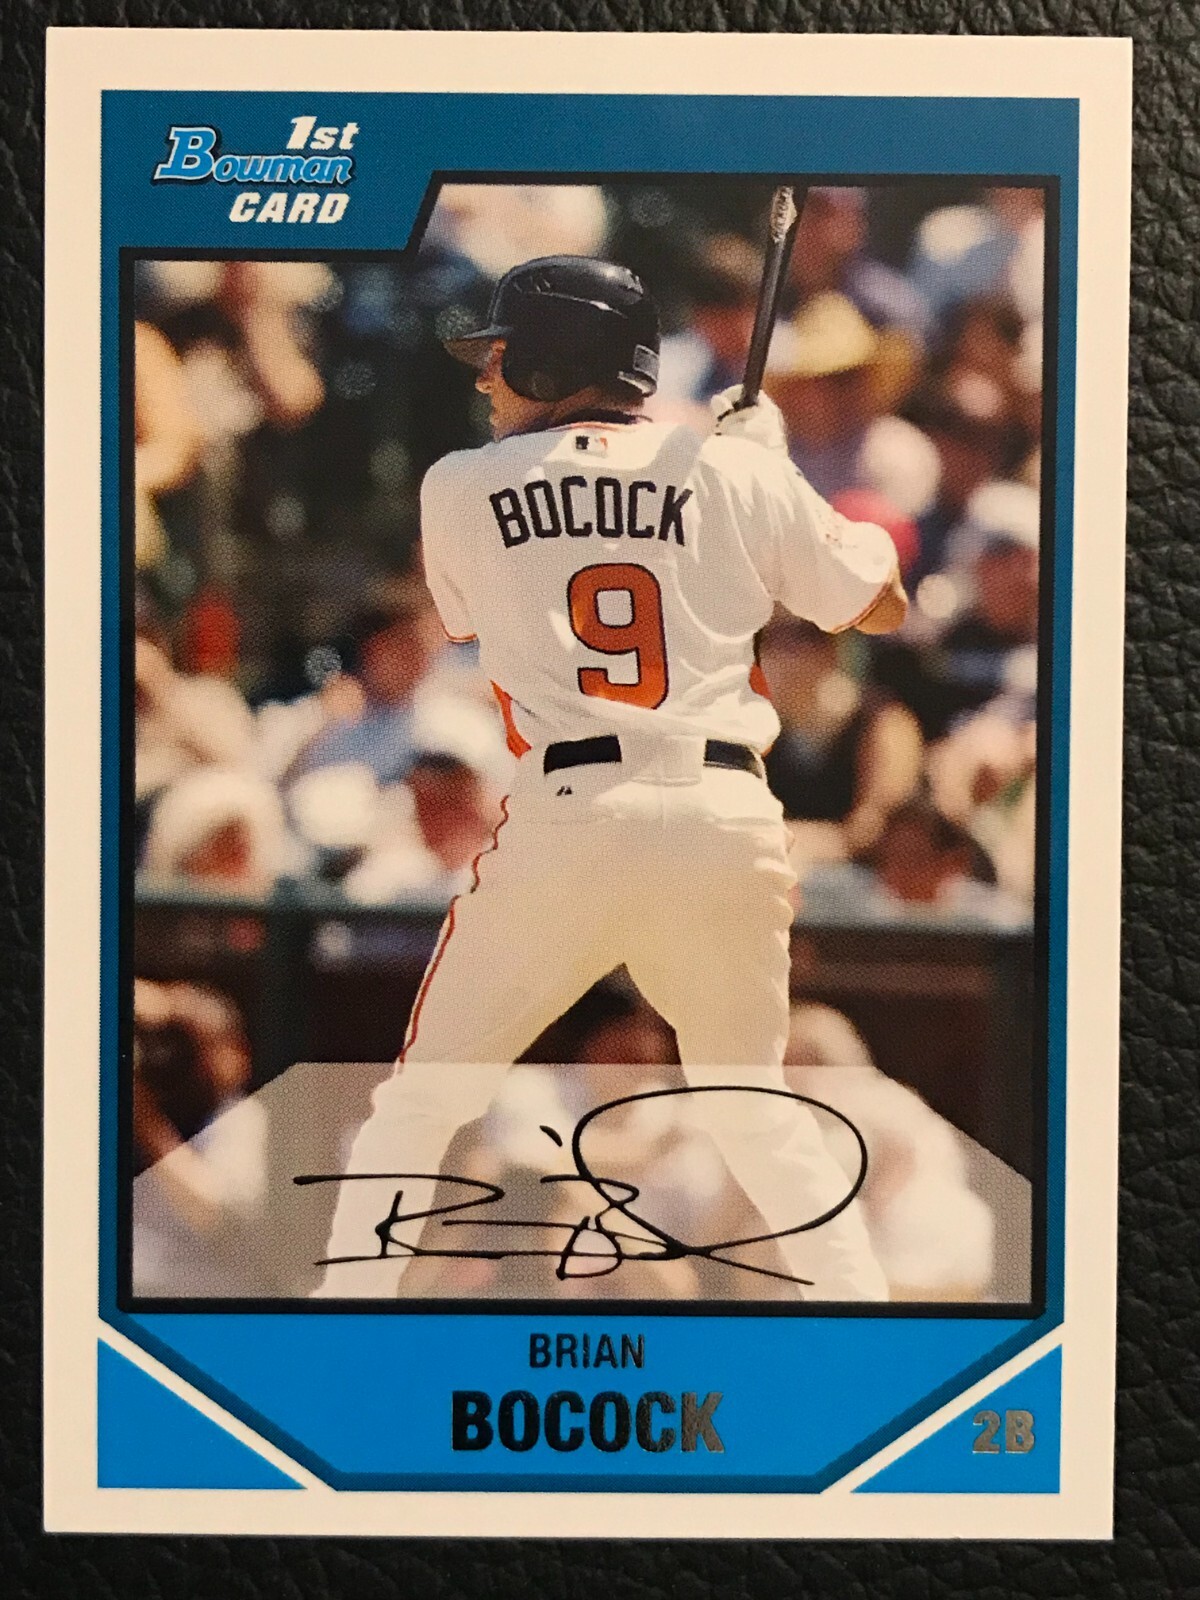 1st
Bowman
CARD
BOCOCK
9
BRIAN
BOCOCK
2B